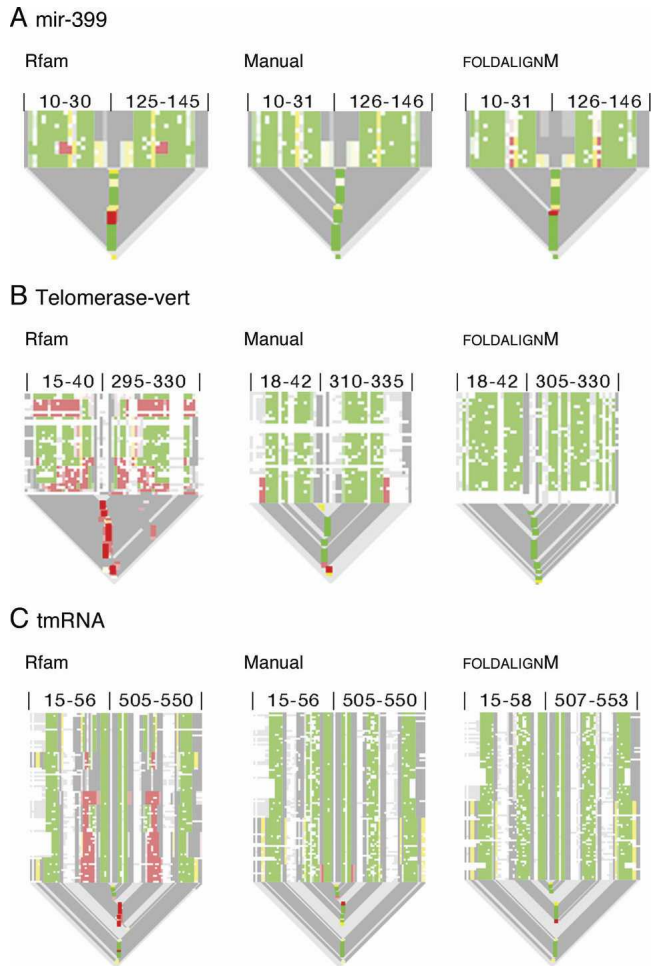 A mir-399
Rfam Manual FOLDALIGNM
| 10-30 | 125-145 | | 10-31 | 126-146 | | 10-31 | 126-146 |
B Telomerase-vert
Rfam Manual FOLDALIGNM
| 15-40 | 295-330 | | 18-42 | 310-335 | | 18-42 | 305-330 |
C tmRNA
Rfam Manual FOLDALIGNM
| 15-56 | 505-550 | | 15-56 | 505-550 | | 15-58 | 507-553 |